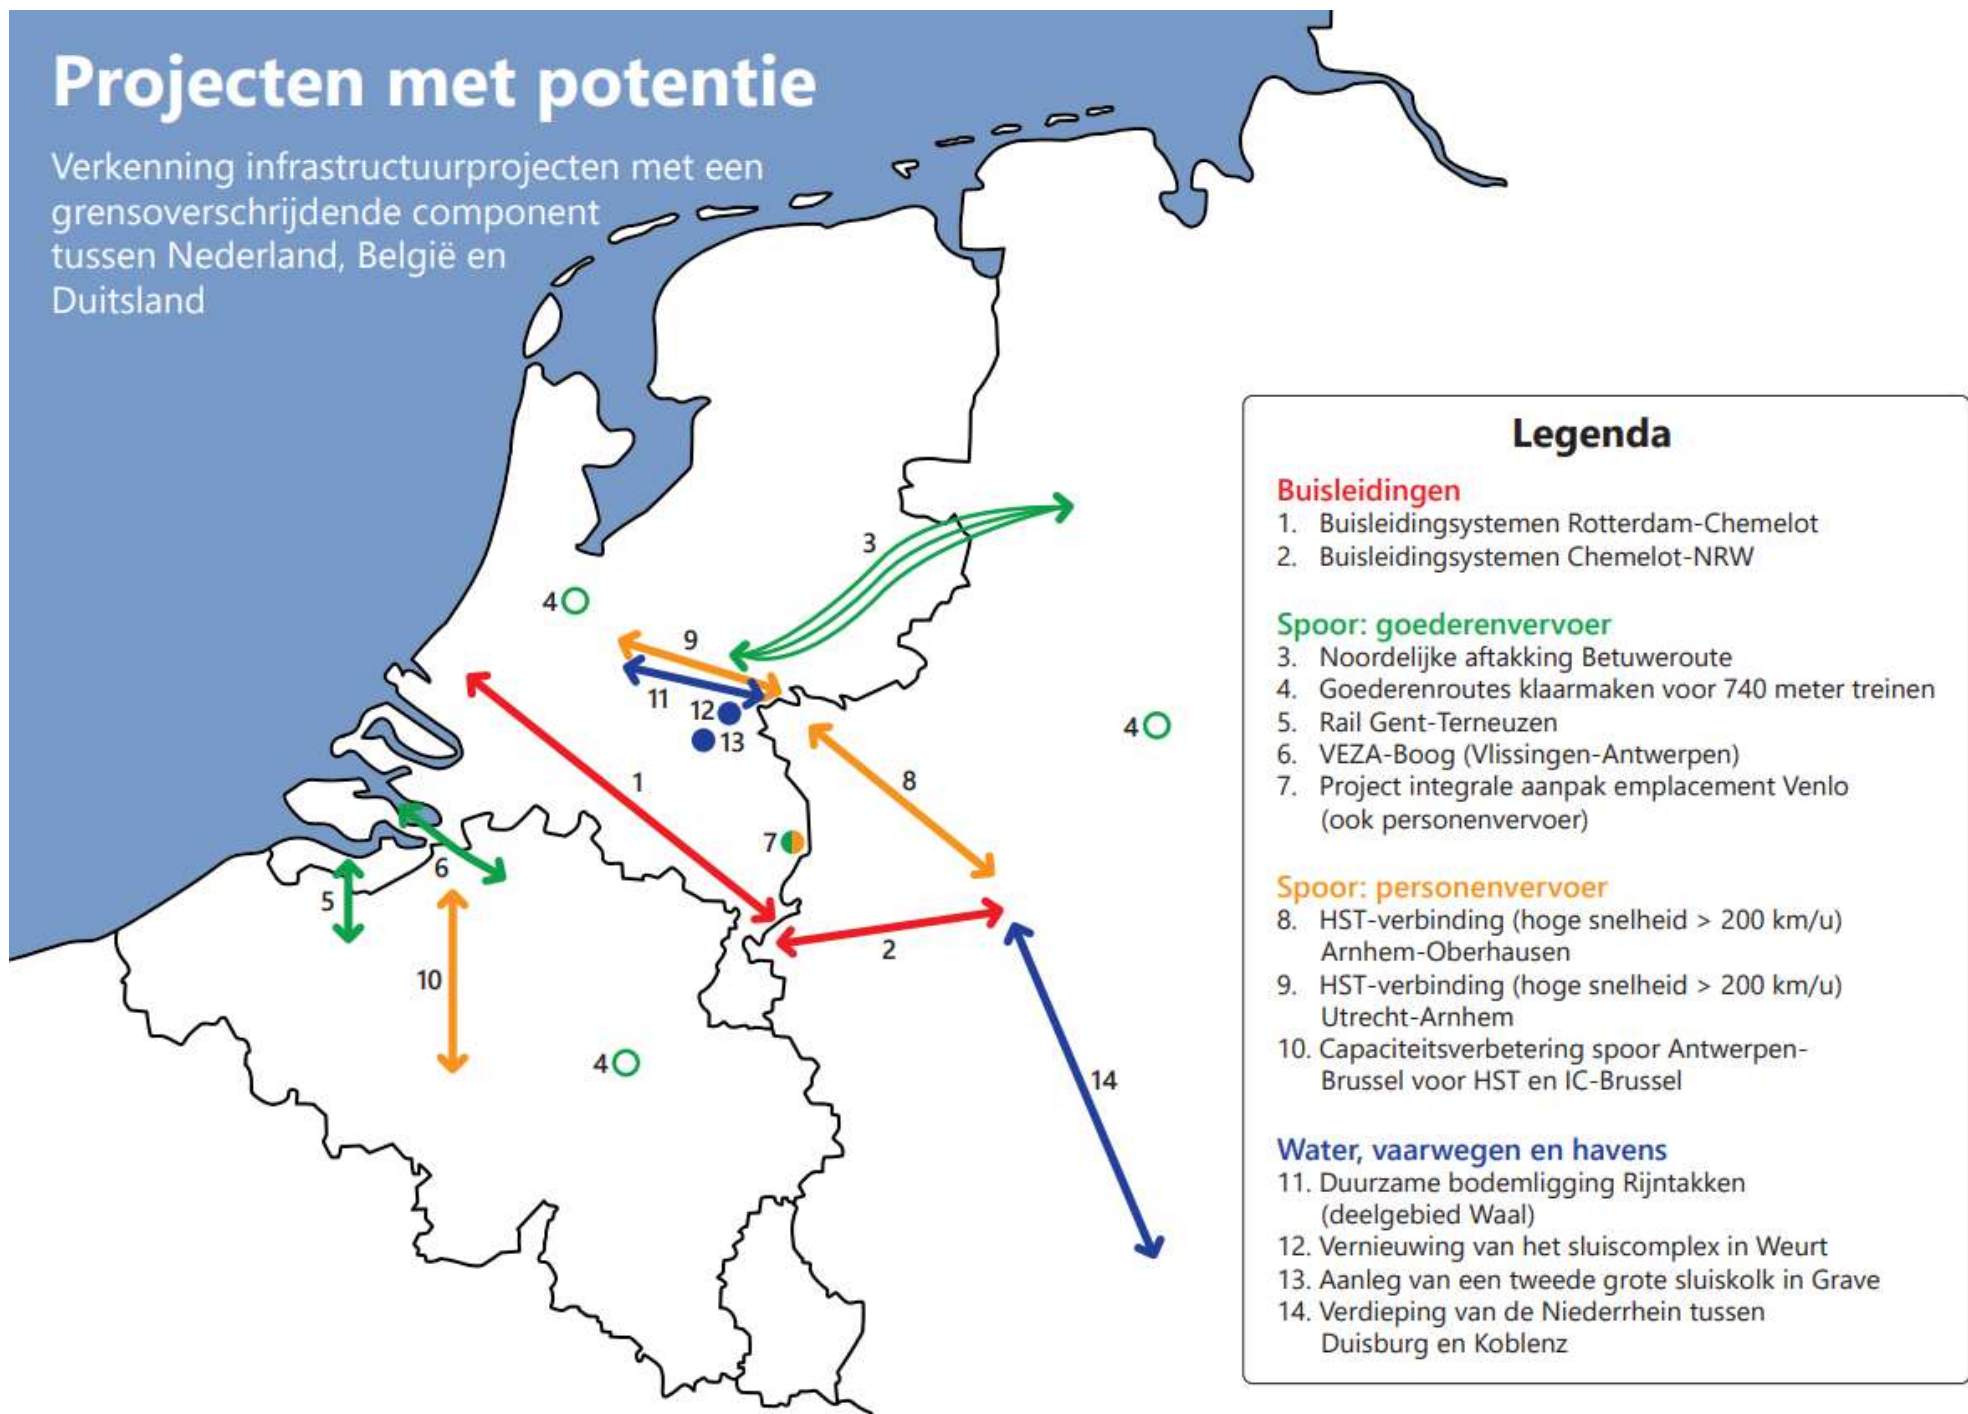 Projecten met potentie
Verkenning infrastructuurprojecten met een
grensoverschrijdende component
tussen Nederland, België en
Duitsland
3
4
9
11
12
13
4
1
8
7
6
5
2
10
4
14
Legenda
Buisleidingen
1. Buisleidingsystemen Rotterdam-Chemelot
2. Buisleidingsystemen Chemelot-NRW
Spoor: goederenvervoer
3. Noordelijke aftakking Betuweroute
4. Goederenroutes klaarmaken voor 740 meter treinen
5. Rail Gent-Terneuzen
6. VEZA-Boog (Vlissingen-Antwerpen)
7. Project integrale aanpak emplacement Venlo
(ook personenvervoer)
Spoor: personenvervoer
8. HST-verbinding (hoge snelheid > 200 km/u)
Arnhem-Oberhausen
9. HST-verbinding (hoge snelheid > 200 km/u)
Utrecht-Arnhem
10. Capaciteitsverbetering spoor Antwerpen-
Brussel voor HST en IC-Brussel
Water, vaarwegen en havens
11. Duurzame bodemligging Rijntakken
(deelgebied Waal)
12. Vernieuwing van het sluiscomplex in Weurt
13. Aanleg van een tweede grote sluiskolk in Grave
14. Verdieping van de Niederrhein tussen
Duisburg en Koblenz